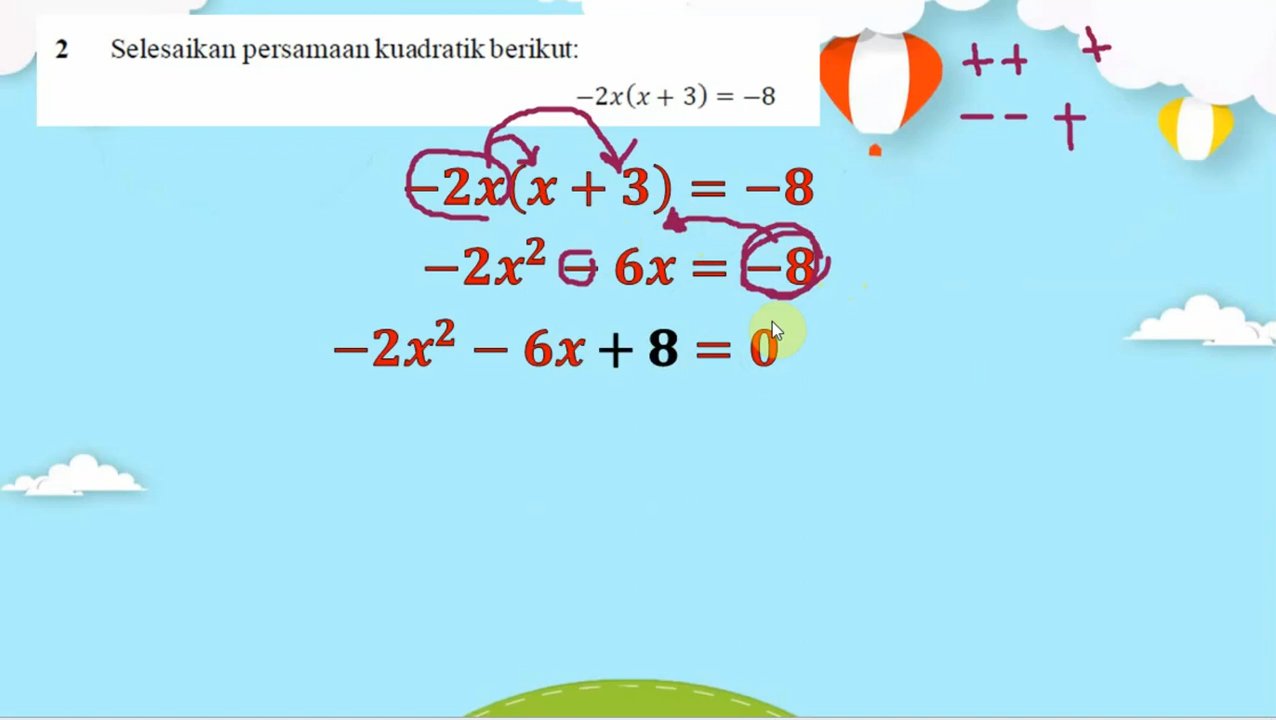 2 Selesaikan persamaan kuadratik berikut:
−2x(x + 3) = −8
++ +
−− +
−2x(x + 3) = −8
−2x² − 6x = −8
−2x² − 6x + 8 = 0